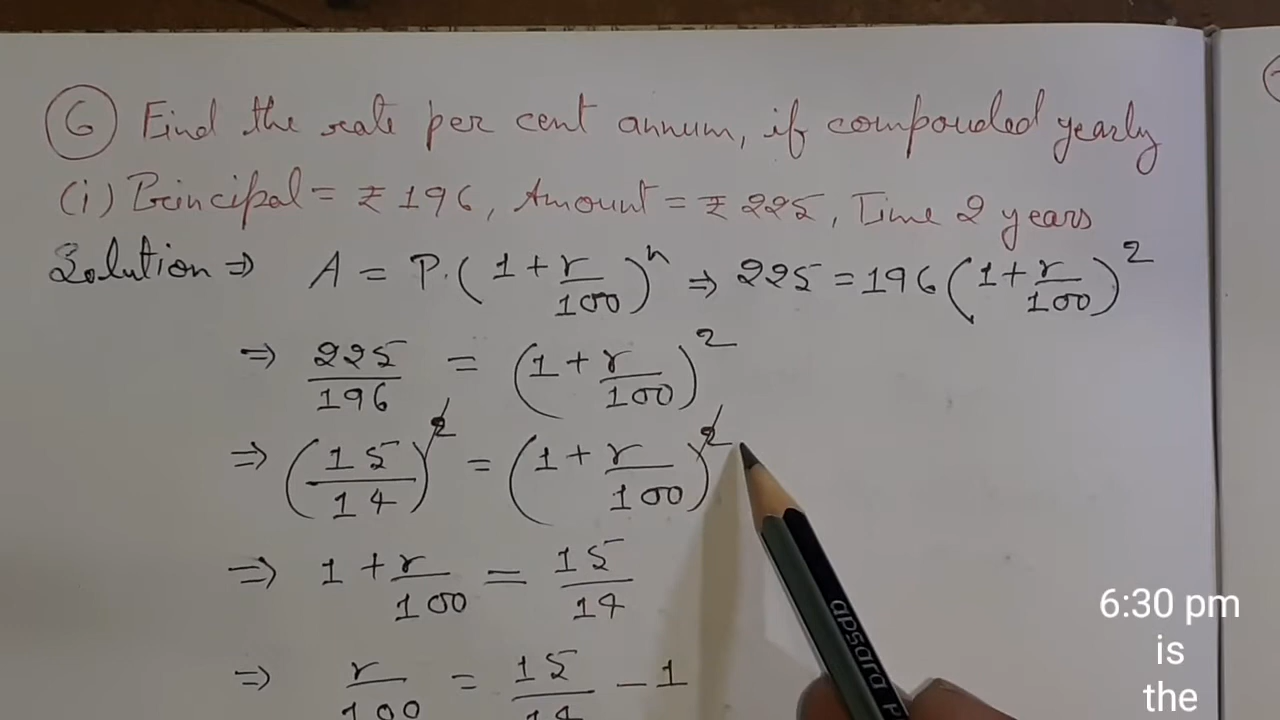 6 Find the rate per cent annum, if compouded yearly
(i) Principal = ₹ 196, Amount = ₹ 225, Time 2 years
Solution ⇒ A = P.(1 + r/100)^n ⇒ 225 = 196(1 + r/100)^2
⇒ 225/196 = (1 + r/100)^2
⇒ (15/14)^2 = (1 + r/100)^2
⇒ 1 + r/100 = 15/14
⇒ r/100 = 15/14 - 1
apsara P
6:30 pm
is
the